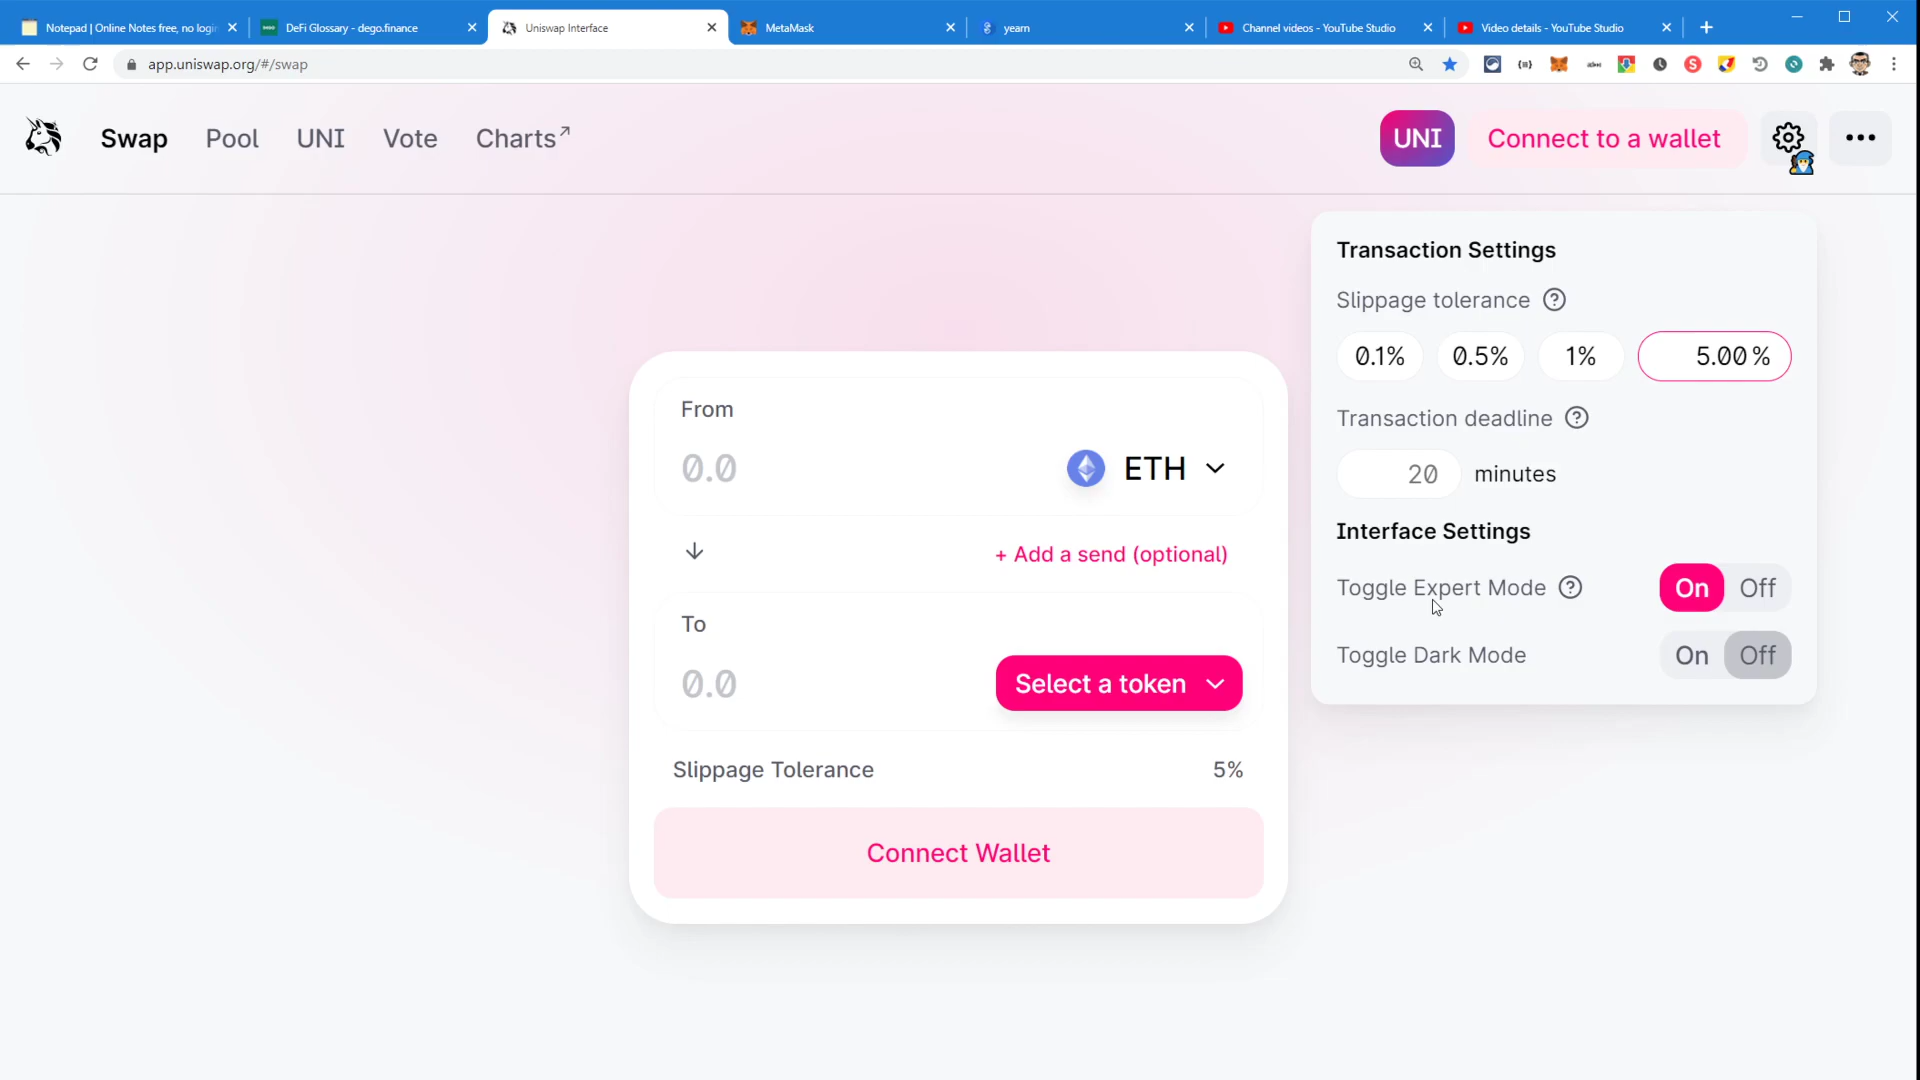 Notepad | Online Notes free, no login
DeFi Glossary - dego.finance
Uniswap Interface
MetaMask
yearn
Channel videos - YouTube Studio
Video details - YouTube Studio
app.uniswap.org/#/swap
Swap
Pool
UNI
Vote
Charts↗
UNI
Connect to a wallet
Transaction Settings
Slippage tolerance ?
0.1%
0.5%
1%
5.00 %
Transaction deadline ?
20 minutes
Interface Settings
Toggle Expert Mode ?
On Off
Toggle Dark Mode
On Off
From
0.0
ETH
+ Add a send (optional)
To
0.0
Select a token
Slippage Tolerance
5%
Connect Wallet